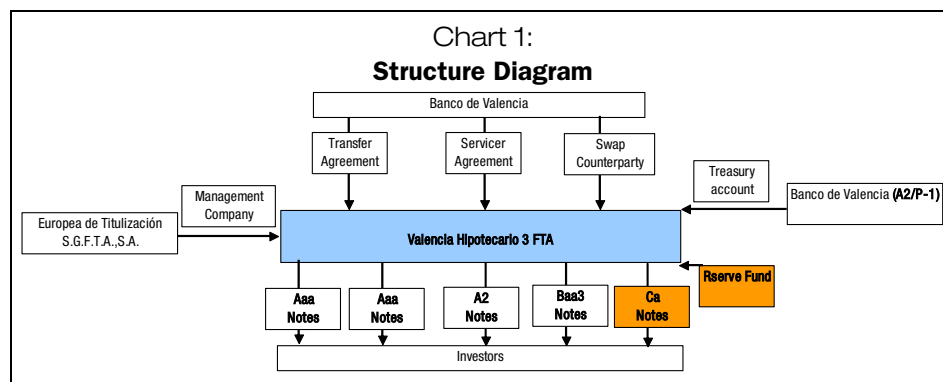 Chart 1:
Structure Diagram
Banco de Valencia
Transfer
Agreement
Servicer
Agreement
Swap
Counterparty
Treasury
account
Management
Company
Banco de Valencia (A2/P-1)
Europea de Titulización
S.G.F.T.A.,S.A.
Valencia Hipotecario 3 FTA
Rserve Fund
Aaa
Notes
Aaa
Notes
A2
Notes
Baa3
Notes
Ca
Notes
Investors